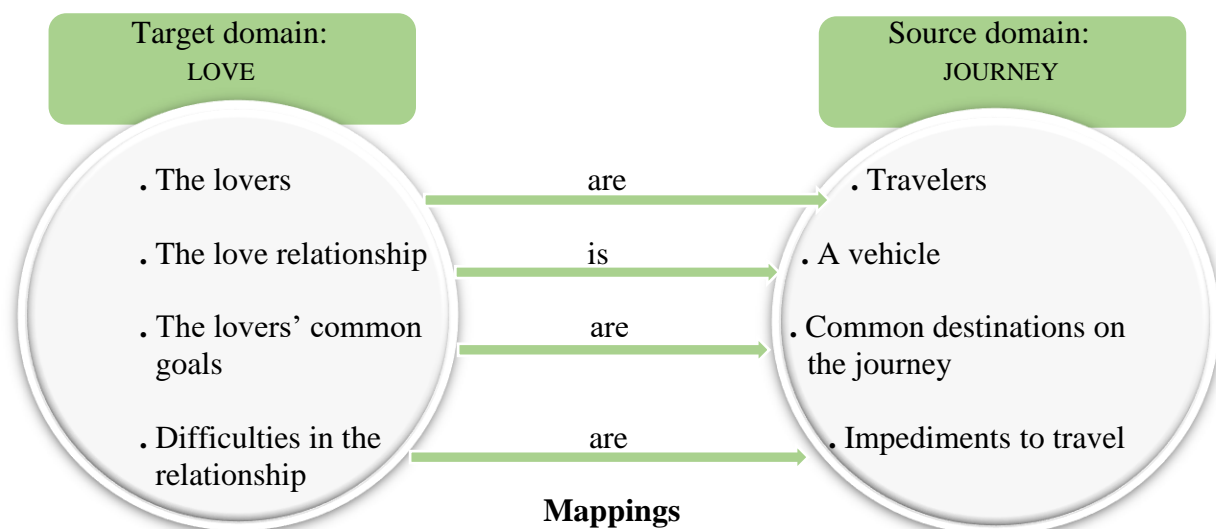 Target domain:
LOVE
Source domain:
JOURNEY
. The lovers
are
. Travelers
. The love relationship
is
. A vehicle
. The lovers’ common
goals
are
. Common destinations on
the journey
. Difficulties in the
relationship
are
. Impediments to travel
Mappings